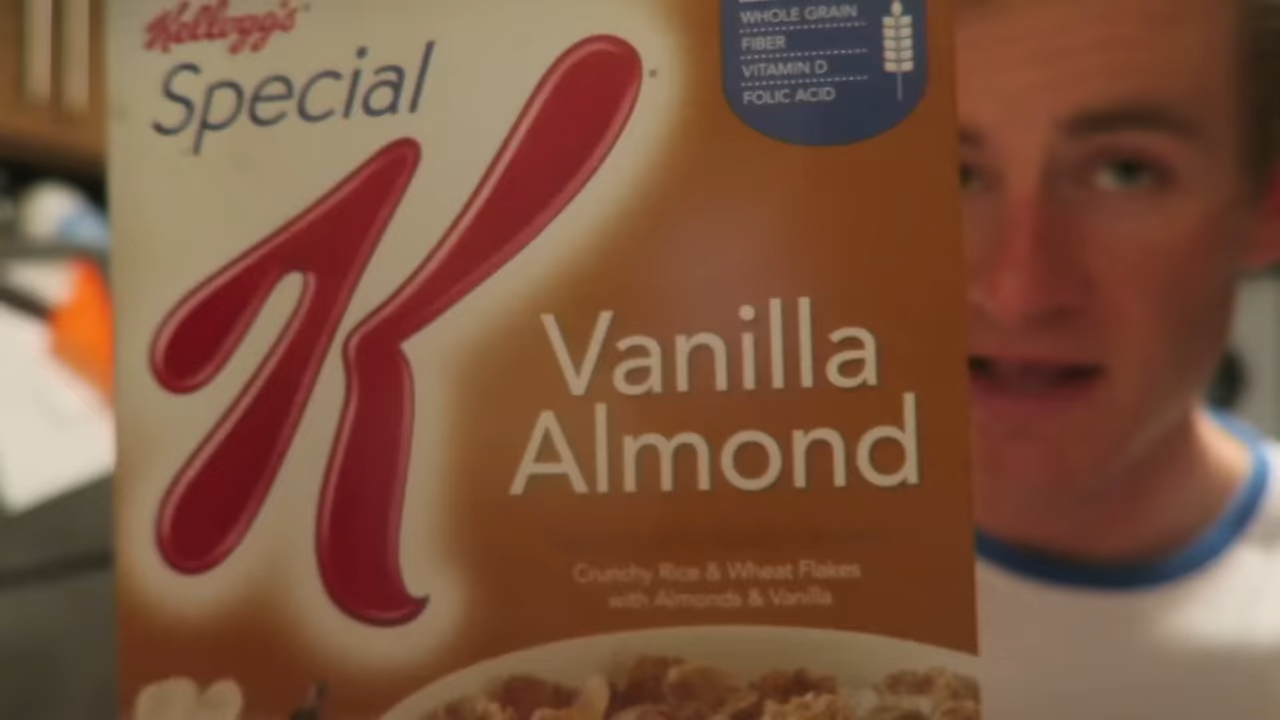 Kellogg's
Special
K
WHOLE GRAIN
FIBER
VITAMIN D
FOLIC ACID
Vanilla
Almond
Crunchy Rice & Wheat Flakes
with Almonds & Vanilla